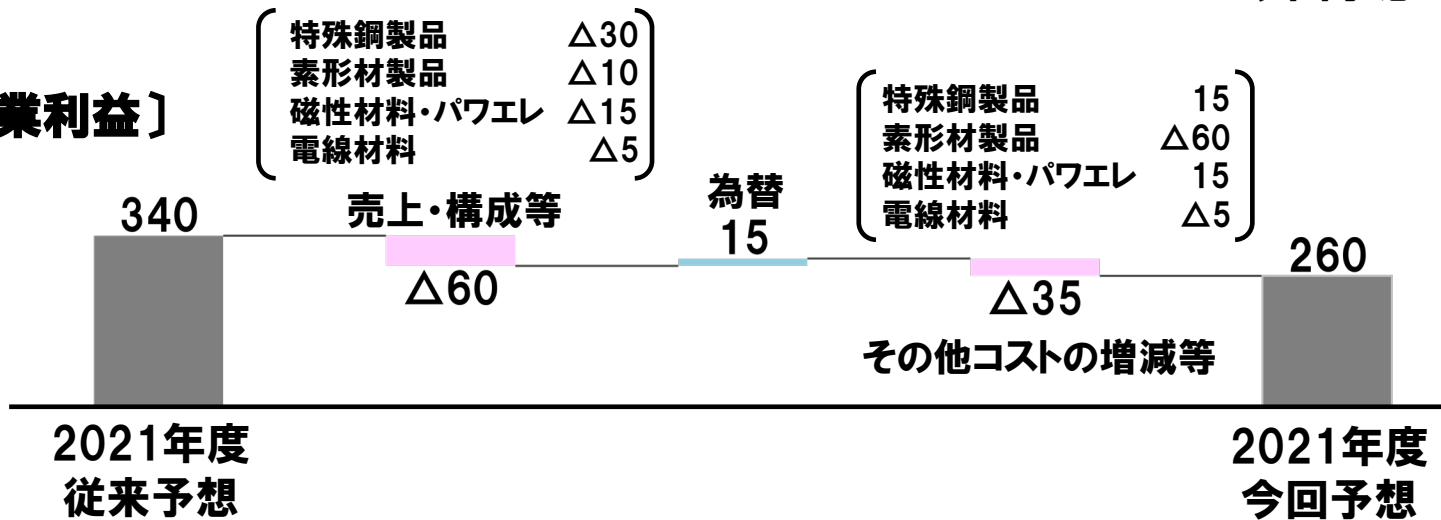 特殊鋼製品 △30
素形材製品 △10
磁性材料・パワエレ △15
電線材料 △5
業利益〕
特殊鋼製品 15
素形材製品 △60
磁性材料・パワエレ 15
電線材料 △5
340
売上・構成等
△60
為替
15
△35
その他コストの増減等
260
2021年度
従来予想
2021年度
今回予想